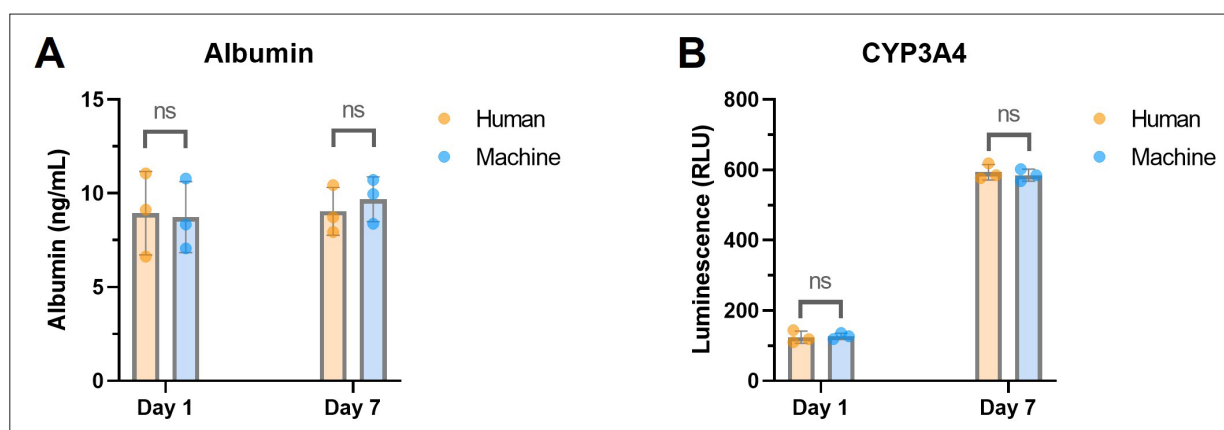 A
Albumin
Albumin (ng/mL)
15
10
5
0
ns
ns
Day 1
Day 7
Human
Machine
B
CYP3A4
Luminescence (RLU)
800
600
400
200
0
ns
ns
Day 1
Day 7
Human
Machine